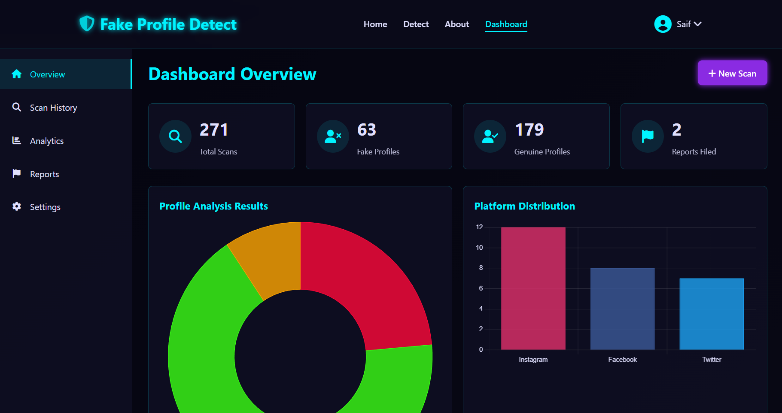 Fake Profile Detect
Home Detect About Dashboard
Saif
Overview
Scan History
Analytics
Reports
Settings
Dashboard Overview
+ New Scan
271
Total Scans
63
Fake Profiles
179
Genuine Profiles
2
Reports Filed
Profile Analysis Results
Platform Distribution
12
10
8
6
4
2
0
Instagram Facebook Twitter